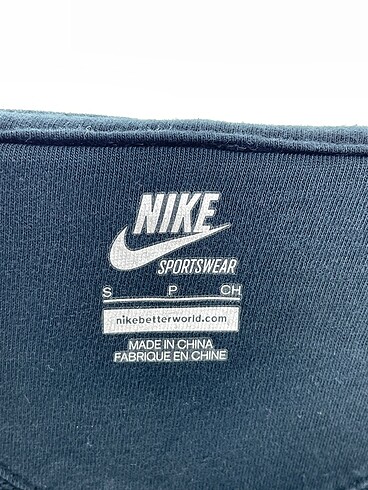 NIKE
SPORTSWEAR
S P CH
nikebetterworld.com
MADE IN CHINA
FABRIQUE EN CHINE